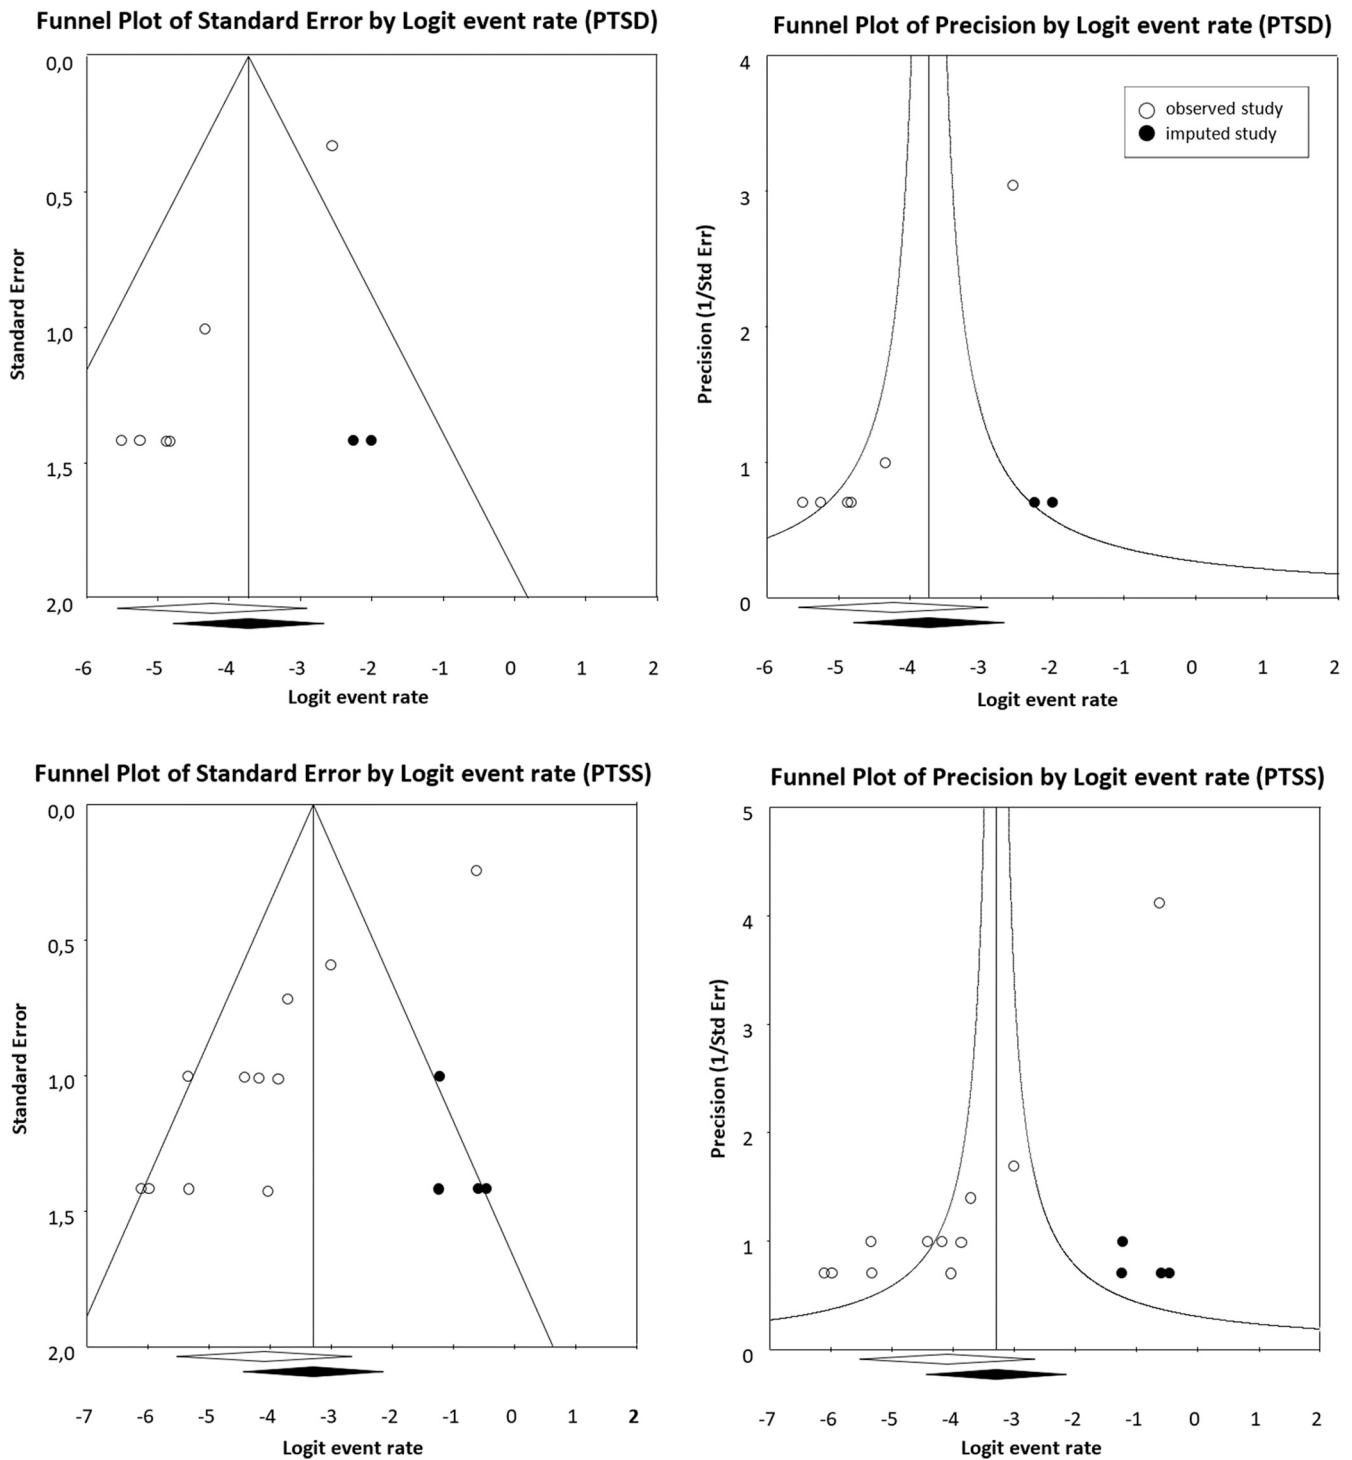 Funnel Plot of Standard Error by Logit event rate (PTSD)
0,0
0,5
1,0
1,5
2,0
Standard Error
-6 -5 -4 -3 -2 -1 0 1 2
Logit event rate
Funnel Plot of Precision by Logit event rate (PTSD)
observed study
imputed study
4
3
2
1
0
Precision (1/Std Err)
-6 -5 -4 -3 -2 -1 0 1 2
Logit event rate
Funnel Plot of Standard Error by Logit event rate (PTSS)
0,0
0,5
1,0
1,5
2,0
Standard Error
-7 -6 -5 -4 -3 -2 -1 0 1 2
Logit event rate
Funnel Plot of Precision by Logit event rate (PTSS)
5
4
3
2
1
0
Precision (1/Std Err)
-7 -6 -5 -4 -3 -2 -1 0 1 2
Logit event rate